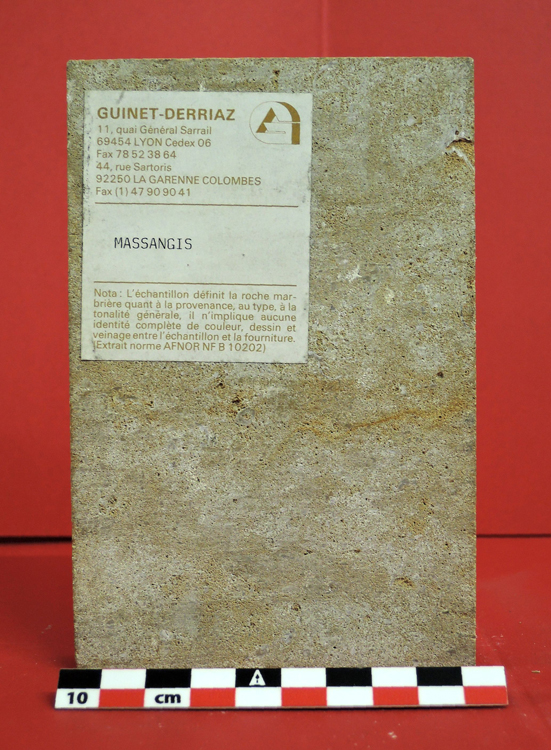 GUINET-DERRIAZ
11, quai Général Sarrail
69454 LYON Cedex 06
Fax 78 52 38 64
44, rue Sartoris
92250 LA GARENNE COLOMBES
Fax (1) 47 90 90 41
MASSANGIS
Nota : L'échantillon définit la roche mar-
brière quant à la provenance, au type, à la
tonalité générale, il n'implique aucune
identité complète de couleur, dessin et
veinage entre l'échantillon et la fourniture.
(Extrait norme AFNOR NF B 10202)
10 cm